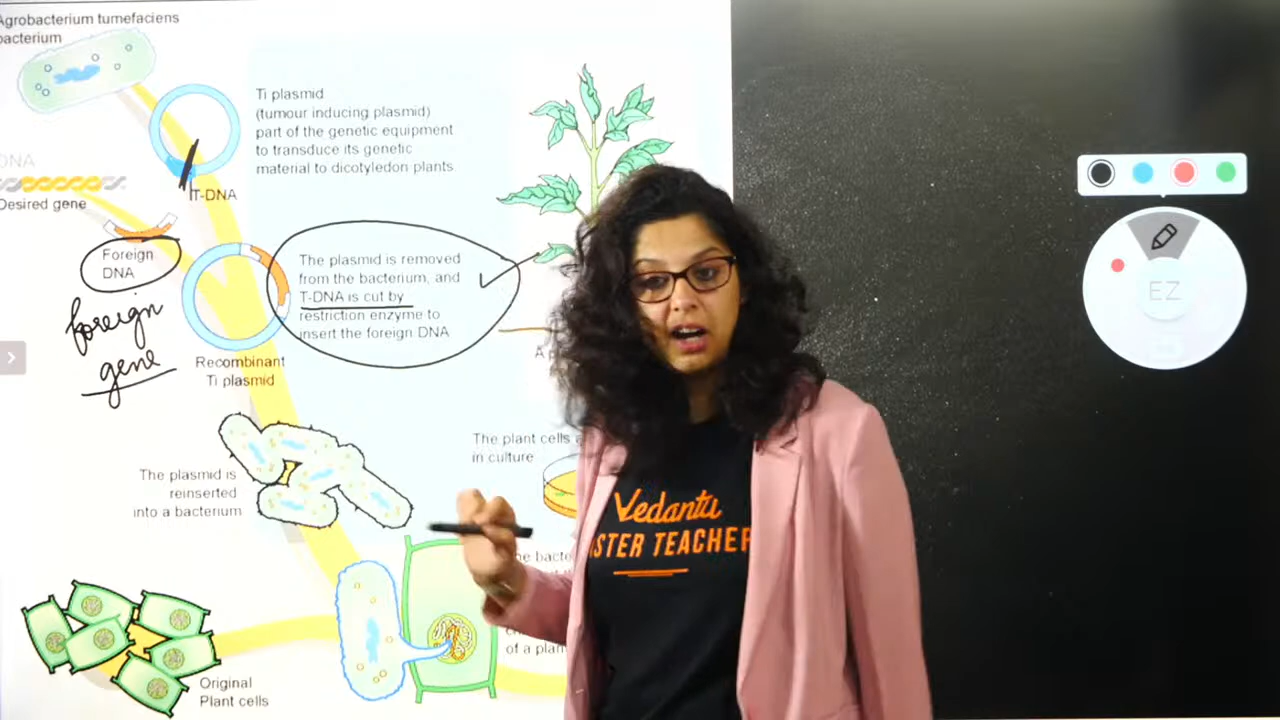 Agrobacterium tumefaciens
bacterium
Ti plasmid
(tumour inducing plasmid)
part of the genetic equipment
to transduce its genetic
material to dicotyledon plants
DNA
Desired gene
T-DNA
Foreign
DNA
foreign
gene
The plasmid is removed
from the bacterium, and
T-DNA is cut by
restriction enzyme to
insert the foreign DNA
Recombinant
Ti plasmid
A
The plant cells
in culture
The plasmid is
reinserted
into a bacterium
of a
Original
Plant cells
EZ
Vedantu
STER TEACHER